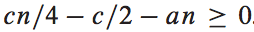 cn/4 − c/2 − an ≥ 0.